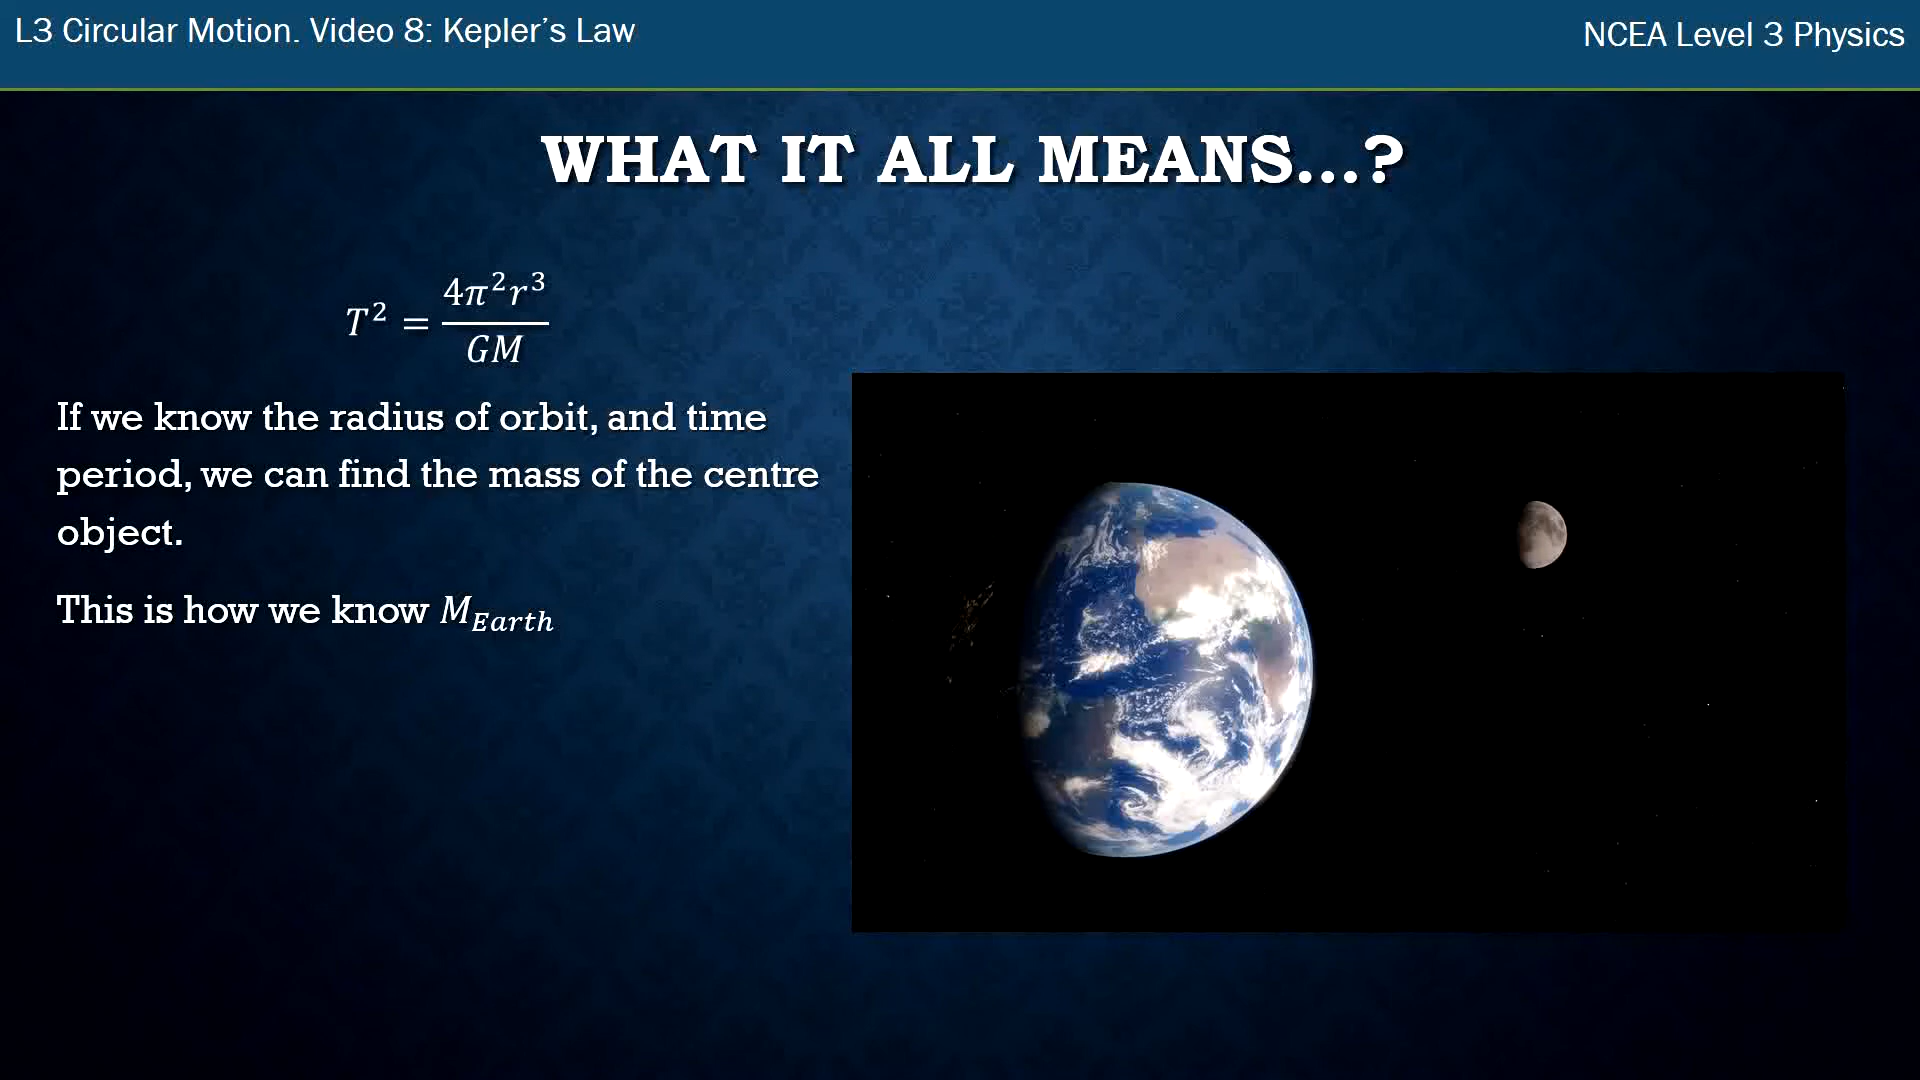 L3 Circular Motion. Video 8: Kepler's Law
NCEA Level 3 Physics
WHAT IT ALL MEANS...?
T² = 4π²r³ / GM
If we know the radius of orbit, and time
period, we can find the mass of the centre
object.
This is how we know M_Earth